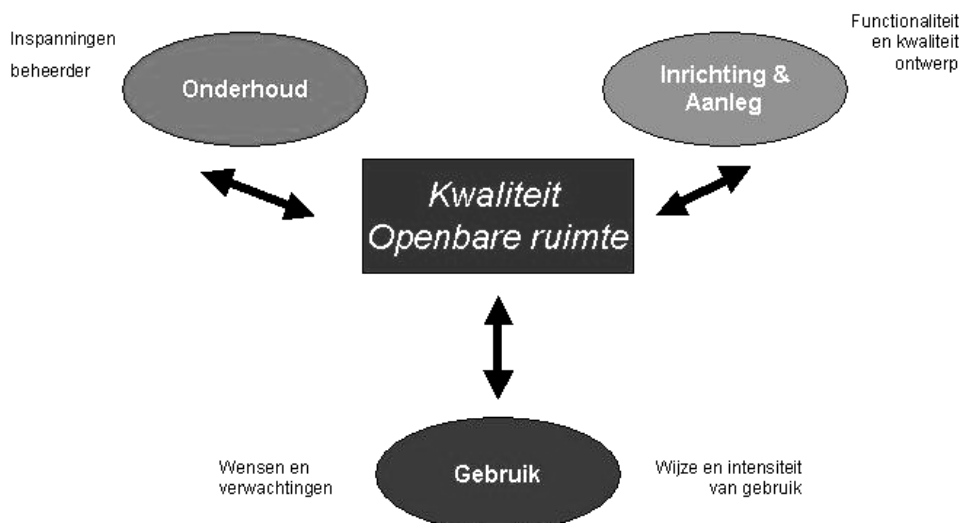 Inspanningen
beheerder
Onderhoud
Inrichting &
Aanleg
Functionaliteit
en kwaliteit
ontwerp
Kwaliteit
Openbare ruimte
Wensen en
verwachtingen
Gebruik
Wijze en intensiteit
van gebruik